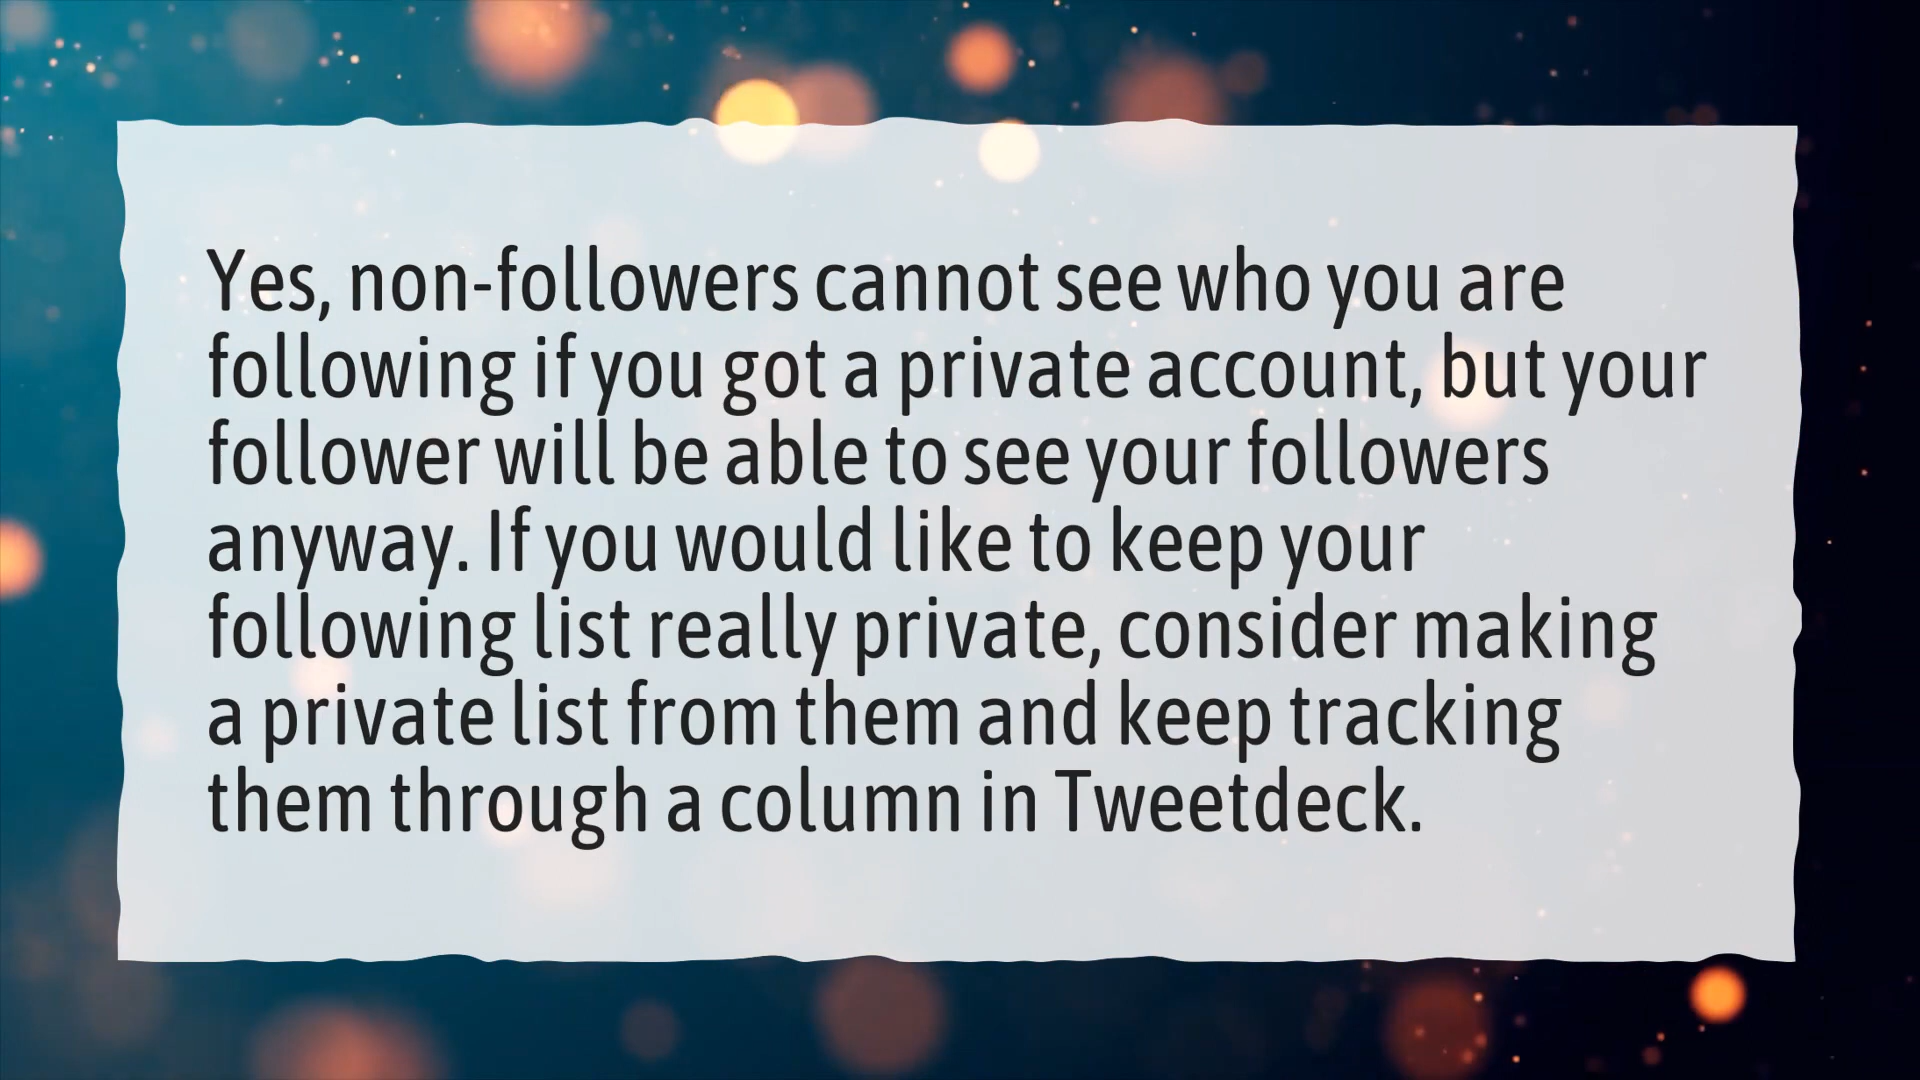 Yes, non-followers cannot see who you are
following if you got a private account, but your
follower will be able to see your followers
anyway. If you would like to keep your
following list really private, consider making
a private list from them and keep tracking
them through a column in Tweetdeck.